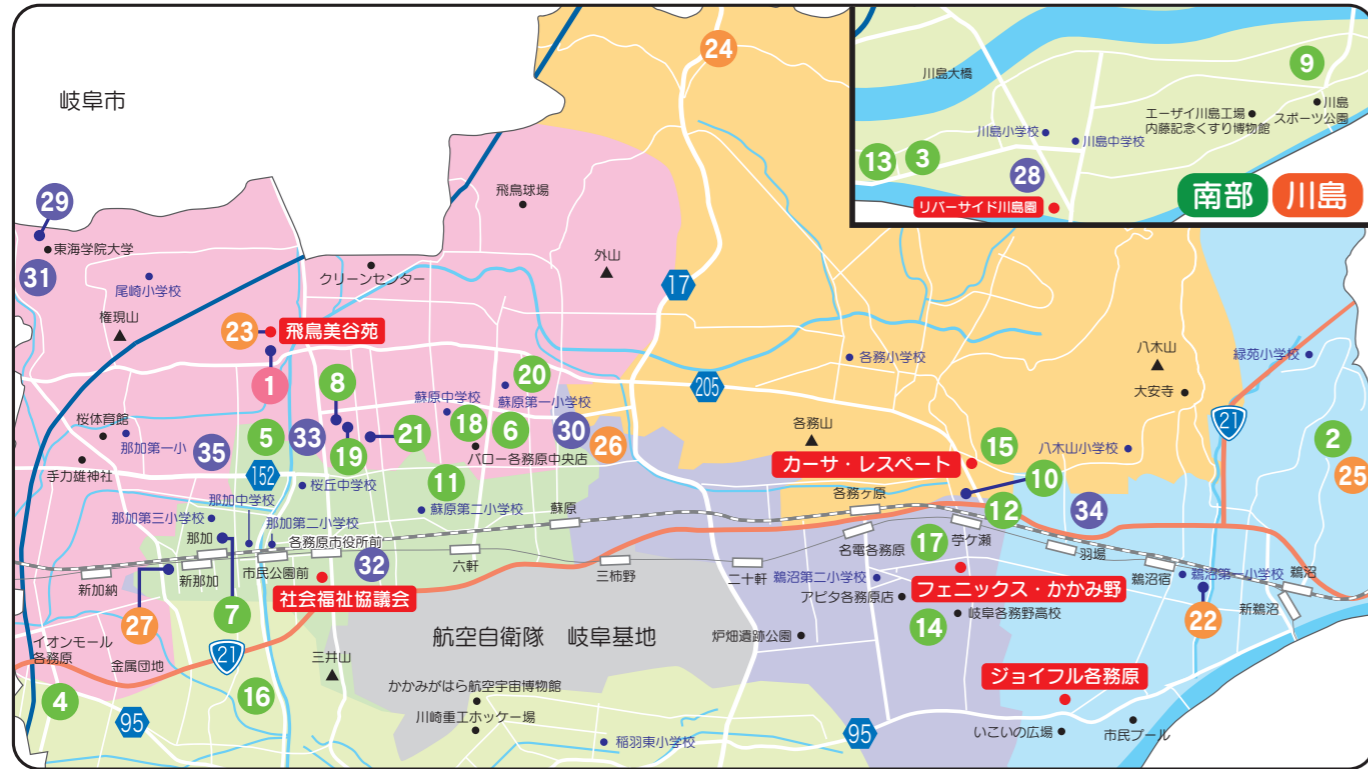 24
岐阜市
川島大橋
9
エーザイ川島工場
内藤記念くすり博物館
川島
スポーツ公園
川島小学校
川島中学校
13
3
28
リバーサイド川島園
南部
川島
29
東海学院大学
31
尾崎小学校
権現山
飛鳥球場
クリーンセンター
外山
17
23
飛鳥美谷苑
1
8
20
蘇原中学校
蘇原第一小学校
205
各務小学校
八木山
大安寺
緑苑小学校
21
桜体育館
那加第一小
35
5
33
19
21
18
6
バロー各務原中央店
30
26
各務山
カーサ・レスペート
15
八木山小学校
2
25
手力雄神社
152
桜丘中学校
11
10
那加中学校
那加第三小学校
那加第二小学校
蘇原第二小学校
蘇原
各務ヶ原
12
34
那加
各務原市役所前
32
六軒
名電各務原
17
苧ケ瀬
羽場
新加納
新那加
市民公園前
社会福祉協議会
三柿野
二十軒
鵜沼第二小学校
アピタ各務原店
フェニックス・かかみ野
鵜沼宿
鵜沼第一小学校
鵜沼
新鵜沼
22
27
7
イオンモール
各務原
金属団地
21
三井山
航空自衛隊 岐阜基地
炉畑遺跡公園
14
岐阜各務野高校
4
95
16
かかみがはら航空宇宙博物館
川崎重工ホッケー場
稲羽東小学校
ジョイフル各務原
95
いこいの広場
市民プール